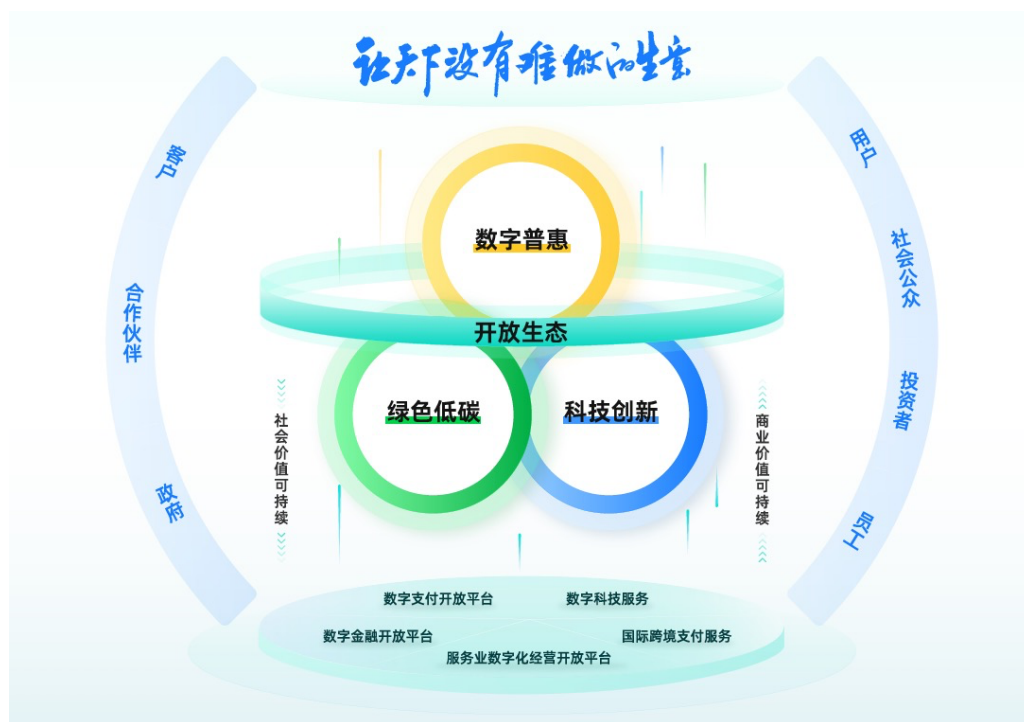 让天下没有难做的生意
客户
合作伙伴
政府
用户
社会公众
投资者
员工
数字普惠
开放生态
绿色低碳
科技创新
社会价值可持续
商业价值可持续
数字支付开放平台
数字科技服务
数字金融开放平台
国际跨境支付服务
服务业数字化经营开放平台